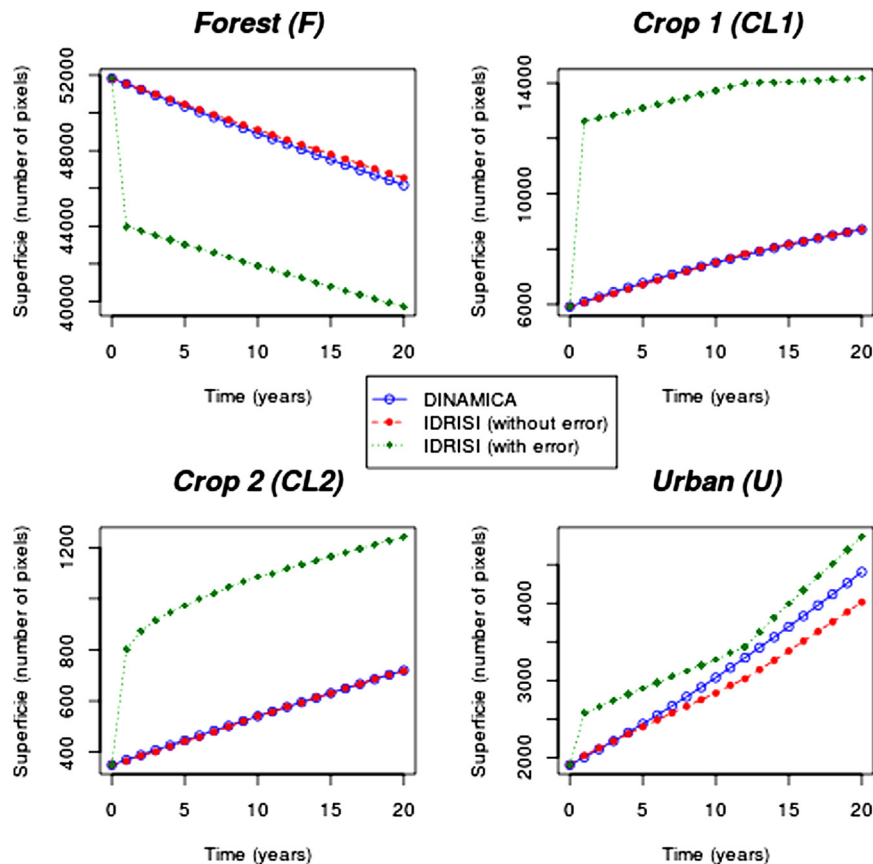 Forest (F)
Superficie (number of pixels)
40000 44000 48000 52000
0 5 10 15 20
Time (years)
Crop 1 (CL1)
Superficie (number of pixels)
6000 10000 14000
0 5 10 15 20
Time (years)
DINAMICA
IDRISI (without error)
IDRISI (with error)
Crop 2 (CL2)
Superficie (number of pixels)
400 600 800 1200
0 5 10 15 20
Time (years)
Urban (U)
Superficie (number of pixels)
2000 3000 4000
0 5 10 15 20
Time (years)